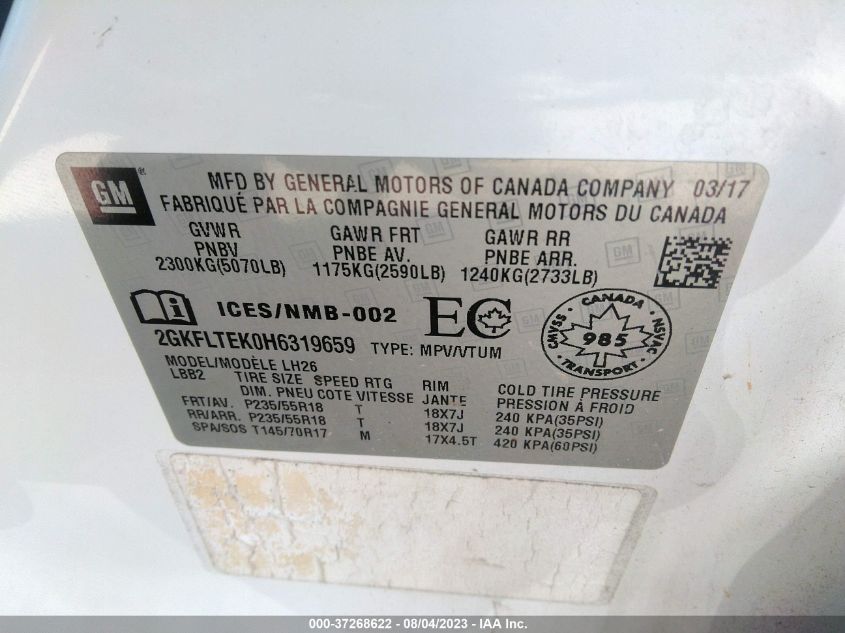 GM ®
MFD BY GENERAL MOTORS OF CANADA COMPANY 03/17
FABRIQUÉ PAR LA COMPAGNIE GENERAL MOTORS DU CANADA
GVWR GAWR FRT GAWR RR
PNBV PNBE AV. PNBE ARR.
2300KG(5070LB) 1175KG(2590LB) 1240KG(2733LB)
ICES/NMB-002 EC
CANADA CMVSS 985 NSVAC TRANSPORT
2GKFLTEK0H6319659 TYPE: MPV/VTUM
MODEL/MODÈLE LH26
LBB2 TIRE SIZE SPEED RTG RIM COLD TIRE PRESSURE
DIM. PNEU COTE VITESSE JANTE PRESSION À FROID
FRT/AV. P235/55R18 T 18X7J 240 KPA(35PSI)
RR/ARR. P235/55R18 T 18X7J 240 KPA(35PSI)
SPA/SOS T145/70R17 M 17X4.5T 420 KPA(60PSI)
000-37268622 - 08/04/2023 - IAA Inc.